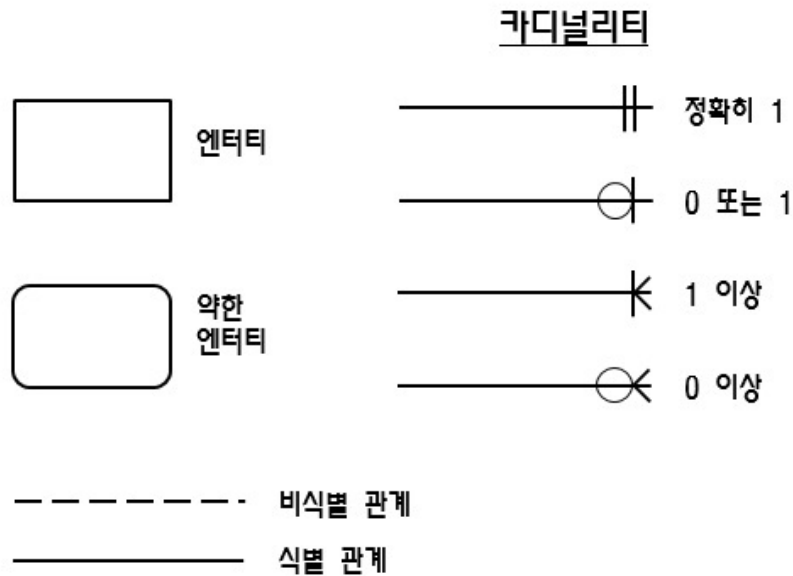 카디널리티
엔터티
정확히 1
0 또는 1
약한
엔터티
1 이상
0 이상
비식별 관계
식별 관계